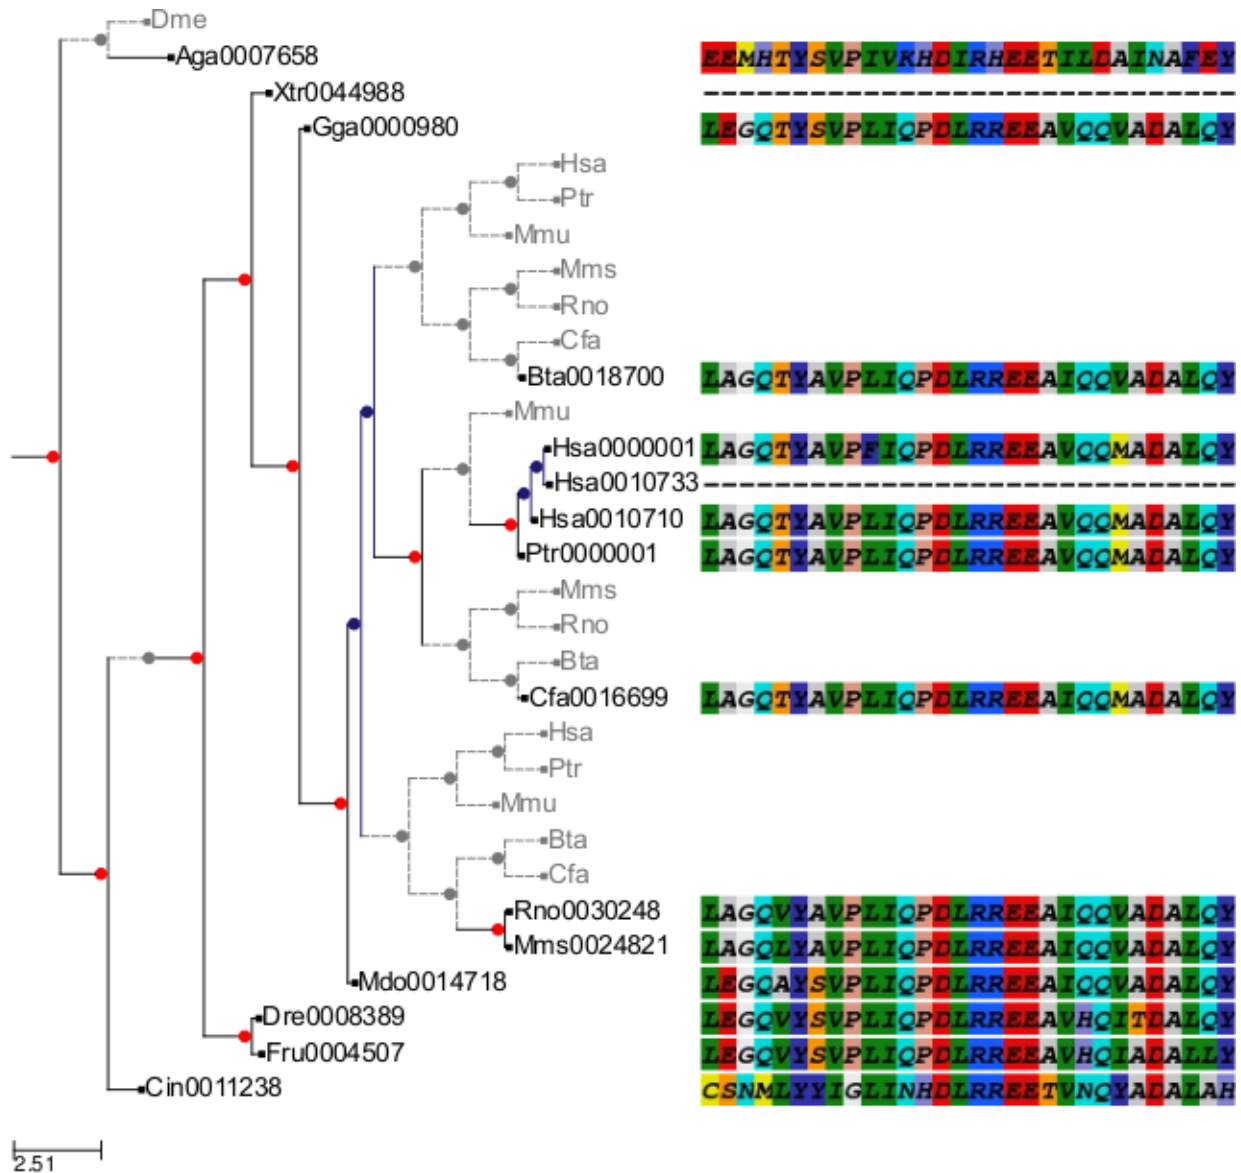 Dme
Aga0007658 EEMHTYSVPIVKHDIRHEETILDAINAFEY
Xtr0044988 ------------------------------
Gga0000980 LEGQTYSVPLIQPDLRREEAVQQVADALQY
Hsa
Ptr
Mmu
Mms
Rno
Cfa
Bta0018700 LAGQTYAVPLIQPDLRREEAIQQVADALQY
Mmu
Hsa0000001 LAGQTYAVPFIQPDLRREEAVQQMADALQY
Hsa0010733 ------------------------------
Hsa0010710 LAGQTYAVPLIQPDLRREEAVQQMADALQY
Ptr0000001 LAGQTYAVPLIQPDLRREEAVQQMADALQY
Mms
Rno
Bta
Cfa0016699 LAGQTYAVPLIQPDLRREEAIQQMADALQY
Hsa
Ptr
Mmu
Bta
Cfa
Rno0030248 LAGQVYAVPLIQPDLRREEAIQQVADALQY
Mms0024821 LAGQLYAVPLIQPDLRREEAIQQVADALQY
Mdo0014718 LEGQAYSVPLIQPDLRREEAVQQVADALQY
Dre0008389 LEGQVYSVPLIQPDLRREEAVHQITDALQY
Fru0004507 LEGQVYSVPLIQPDLRREEAVHQIADALLY
Cin0011238 CSNMLYYIGLINHDLRREETVNQYADALAH
2.51